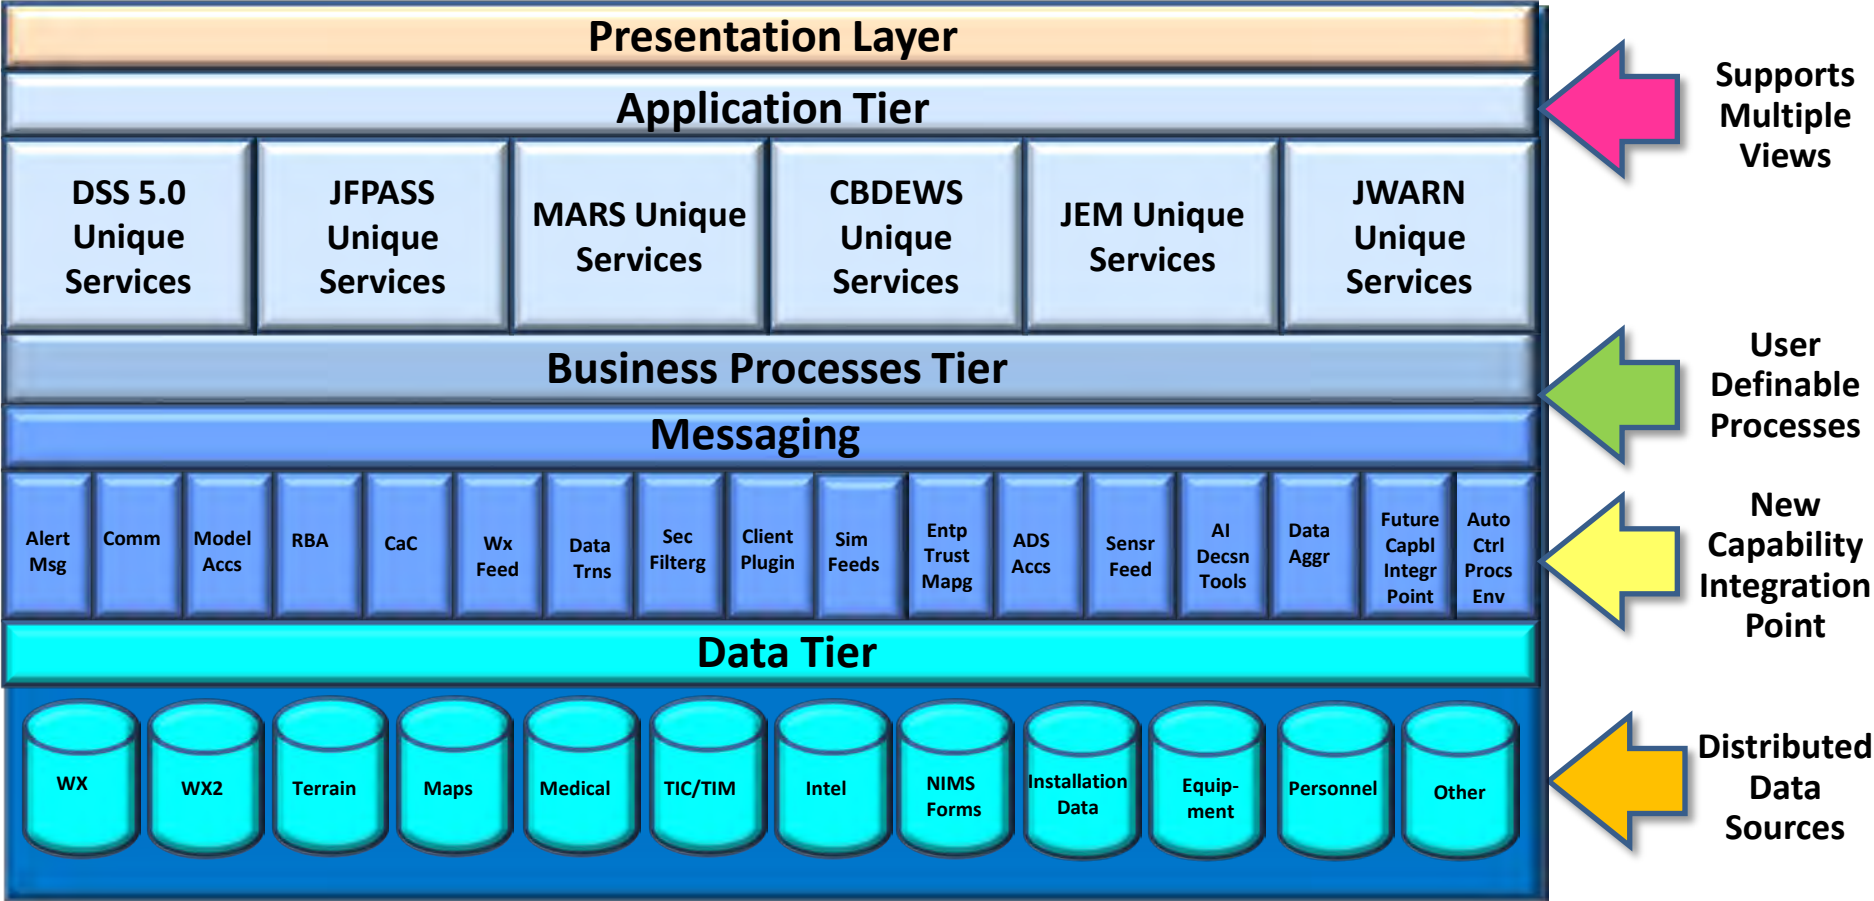 Presentation Layer
Application Tier
Supports
Multiple
Views
DSS 5.0
Unique
Services
JFPASS
Unique
Services
MARS Unique
Services
CBDEWS
Unique
Services
JEM Unique
Services
JWARN
Unique
Services
Business Processes Tier
User
Definable
Processes
Messaging
Alert
Msg
Comm
Model
Accs
RBA
CaC
Wx
Feed
Data
Trns
Sec
Filterg
Client
Plugin
Sim
Feeds
Entp
Trust
Mapg
ADS
Accs
Sensr
Feed
AI
Decsn
Tools
Data
Aggr
Future
Capbl
Integr
Point
Auto
Ctrl
Procs
Env
New
Capability
Integration
Point
Data Tier
WX
WX2
Terrain
Maps
Medical
TIC/TIM
Intel
NIMS
Forms
Installation
Data
Equip-
ment
Personnel
Other
Distributed
Data
Sources